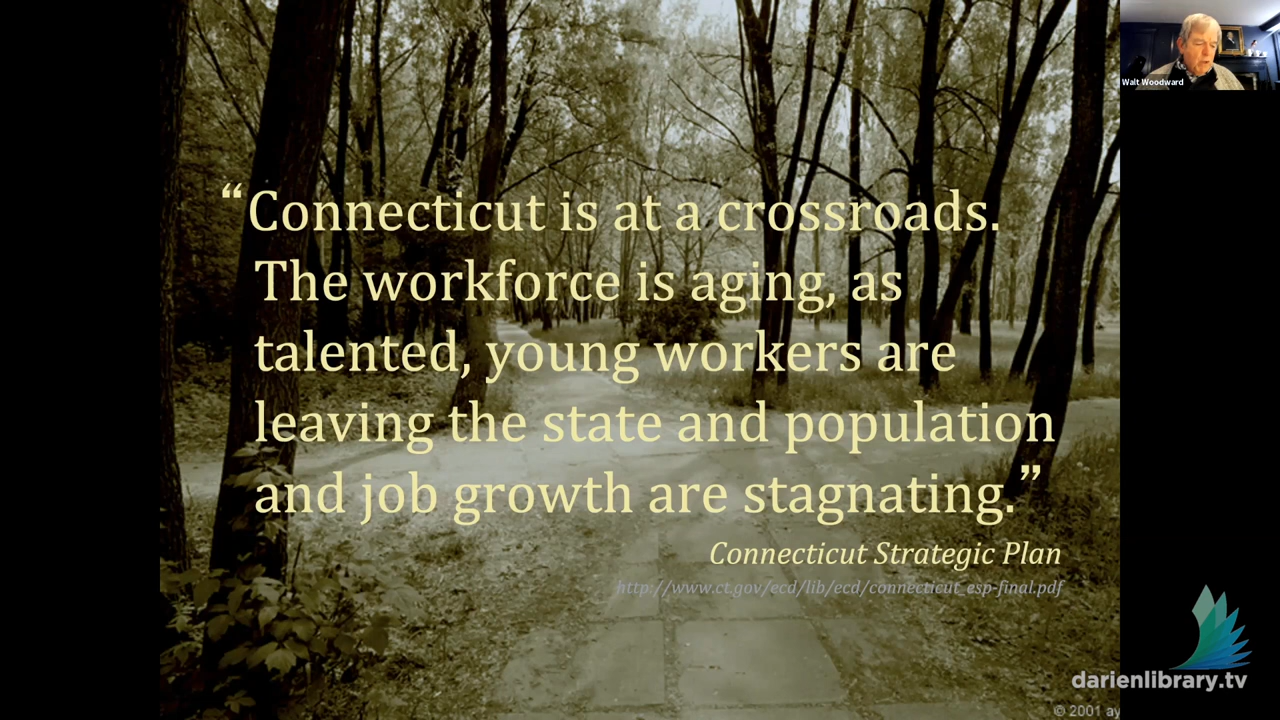 “Connecticut is at a crossroads.
The workforce is aging, as
talented, young workers are
leaving the state and population
and job growth are stagnating.”
Connecticut Strategic Plan
http://www.ct.gov/ecd/lib/ecd/connecticut_esp-final.pdf
Walt Woodward
darienlibrary.tv
© 2001